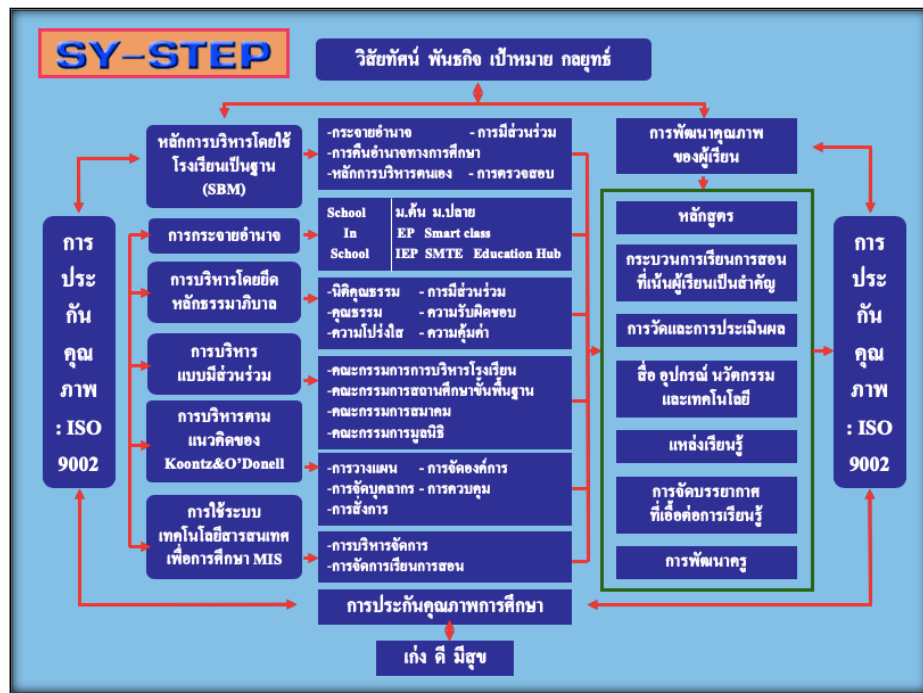 SY-STEP
วิสัยทัศน์ พันธกิจ เป้าหมาย กลยุทธ์
หลักการบริหารโดยใช้
โรงเรียนเป็นฐาน
(SBM)
-กระจายอำนาจ - การมีส่วนร่วม
-การคืนอำนาจทางการศึกษา
-หลักการบริหารตนเอง - การตรวจสอบ
การพัฒนาคุณภาพ
ของผู้เรียน
การ
ประ
กัน
คุณ
ภาพ
: ISO
9002
การกระจายอำนาจ
School ม.ต้น ม.ปลาย
In EP Smart class
School IEP SMTE Education Hub
การบริหารโดยยึด
หลักธรรมาภิบาล
-นิติคุณธรรม - การมีส่วนร่วม
-คุณธรรม - ความรับผิดชอบ
-ความโปร่งใส - ความคุ้มค่า
การบริหาร
แบบมีส่วนร่วม
-คณะกรรมการการบริหารโรงเรียน
-คณะกรรมการสถานศึกษาขั้นพื้นฐาน
-คณะกรรมการสมาคม
-คณะกรรมการมูลนิธิ
การบริหารตาม
แนวคิดของ
Koontz&O'Donell
-การวางแผน - การจัดองค์การ
-การจัดบุคลากร - การควบคุม
-การสั่งการ
การใช้ระบบ
เทคโนโลยีสารสนเทศ
เพื่อการศึกษา MIS
-การบริหารจัดการ
-การจัดการเรียนการสอน
หลักสูตร
กระบวนการเรียนการสอน
ที่เน้นผู้เรียนเป็นสำคัญ
การวัดและการประเมินผล
สื่อ อุปกรณ์ นวัตกรรม
และเทคโนโลยี
แหล่งเรียนรู้
การจัดบรรยากาศ
ที่เอื้อต่อการเรียนรู้
การพัฒนาครู
การ
ประ
กัน
คุณ
ภาพ
: ISO
9002
การประกันคุณภาพการศึกษา
เก่ง ดี มีสุข